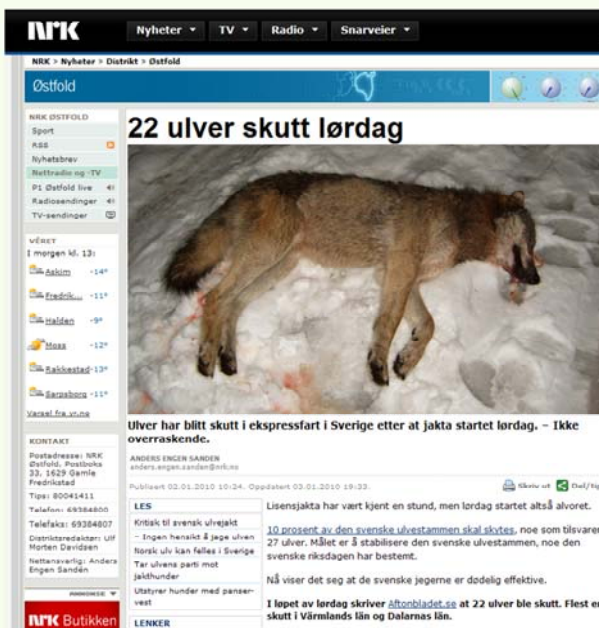 NRK
Nyheter TV Radio Snarveier
NRK > Nyheter > Distrikt > Østfold
Østfold
NRK ØSTFOLD
Sport
RSS
Nyhetsbrev
Nettradio og -TV
P1 Østfold live
Radiosendinger
TV-sendinger
VÊRET
I morgen kl. 13:
Askim -14°
Fredrik... -11°
Halden -9°
Moss -12°
Rakkestad -13°
Sarpsborg -11°
Varsel fra yr.no
KONTAKT
Postadresse: NRK
Østfold, Postboks
33, 1629 Gamle
Fredrikstad
Tips: 80041411
Telefon: 69384800
Telefaks: 69384807
Distriktsredaktør: Ulf
Morten Davidsen
Nettansvarlig: Anders
Engen Sandén
ANNONSE
NRK Butikken
22 ulver skutt lørdag
Ulver har blitt skutt i ekspressfart i Sverige etter at jakta startet lørdag. – Ikke
overraskende.
ANDERS ENGEN SANDEN
anders.engen.sanden@nrk.no
Publisert 02.01.2010 10:24. Oppdatert 03.01.2010 19:33.
Skriv ut Del/Tip
LES
Kritisk til svensk ulvejakt
– Ingen hensikt å jage ulven
Norsk ulv kan felles i Sverige
Tar ulvens parti mot
jakthunder
Utstyrer hunder med panser-
vest
LENKER
Lisensjakta har vært kjent en stund, men lørdag startet altså alvoret.
10 prosent av den svenske ulvestammen skal skytes, noe som tilsvarer
27 ulver. Målet er å stabilisere den svenske ulvestammen, noe den
svenske riksdagen har bestemt.
Nå viser det seg at de svenske jegerne er dødelig effektive.
I løpet av lørdag skriver Aftonbladet.se at 22 ulver ble skutt. Flest er
skutt i Värmlands län og Dalarnas län.